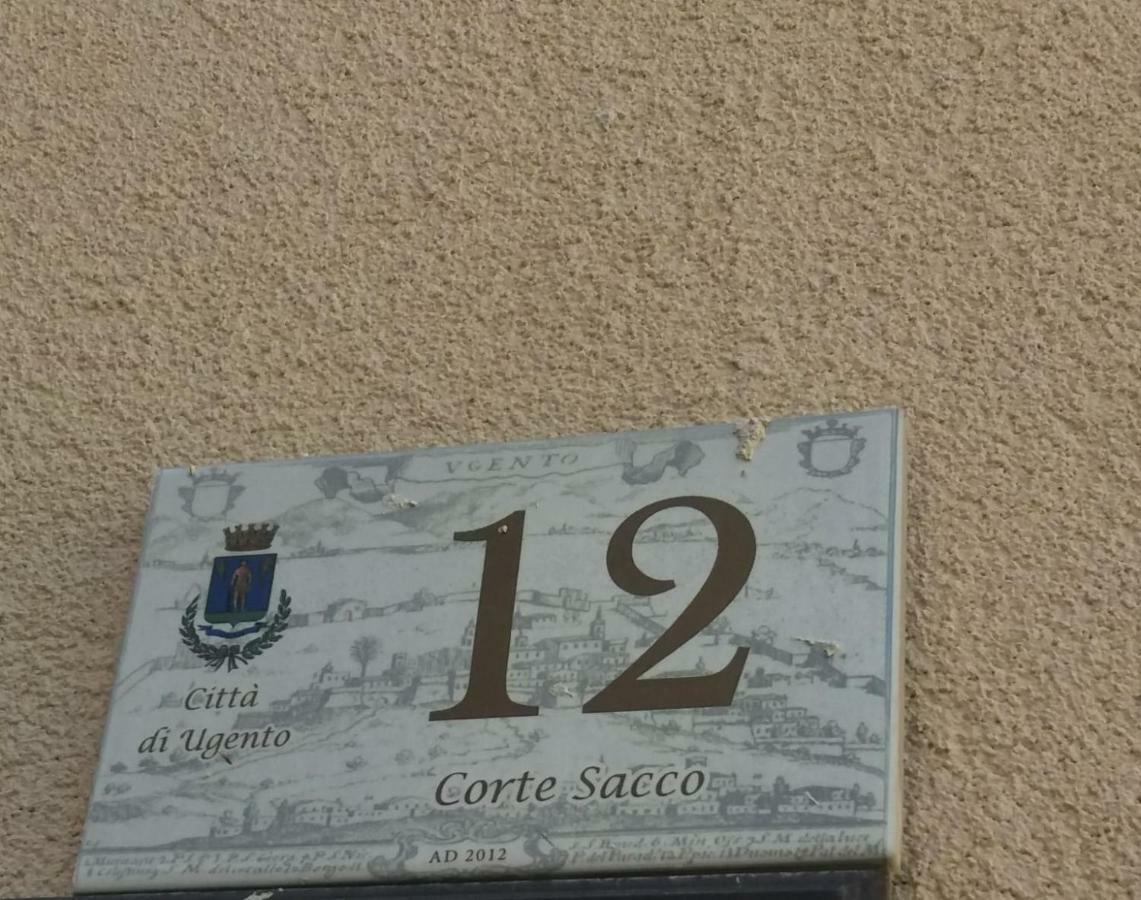 VGENTO
12
Città
di Ugento
Corte Sacco
AD 2012